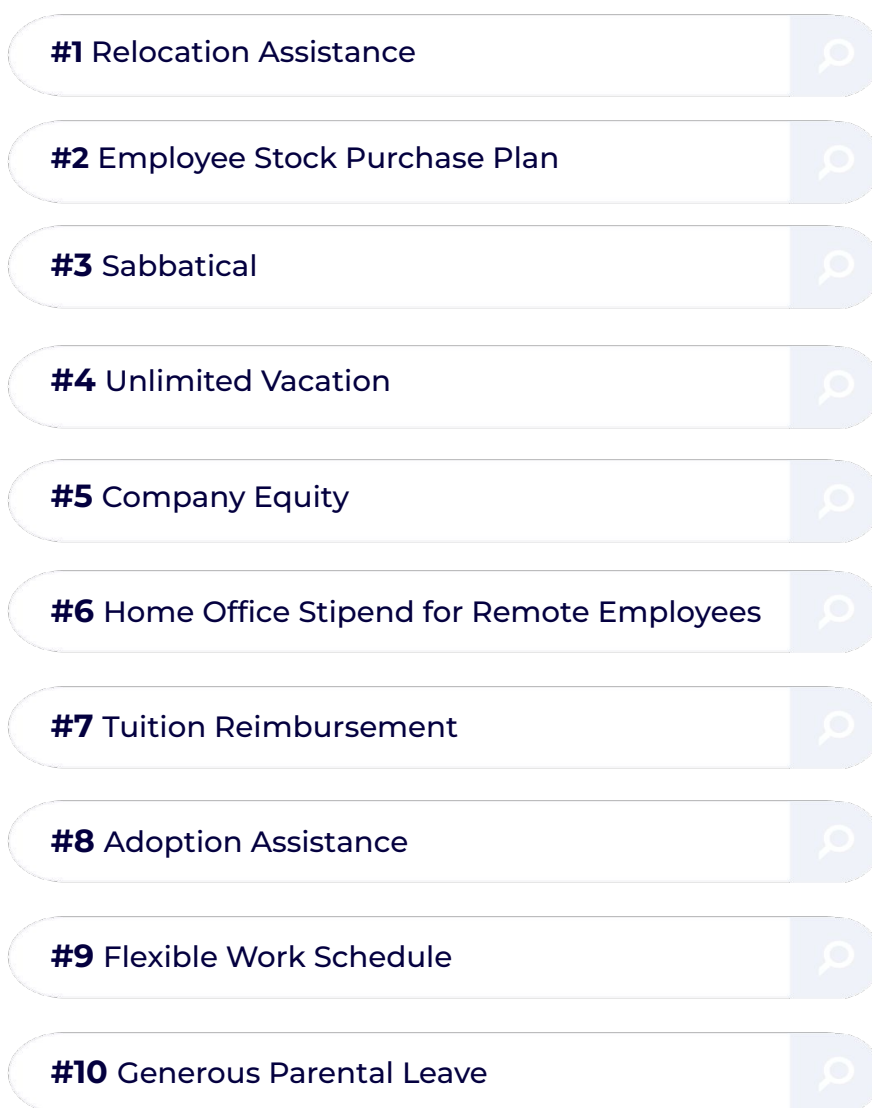 #1 Relocation Assistance
#2 Employee Stock Purchase Plan
#3 Sabbatical
#4 Unlimited Vacation
#5 Company Equity
#6 Home Office Stipend for Remote Employees
#7 Tuition Reimbursement
#8 Adoption Assistance
#9 Flexible Work Schedule
#10 Generous Parental Leave